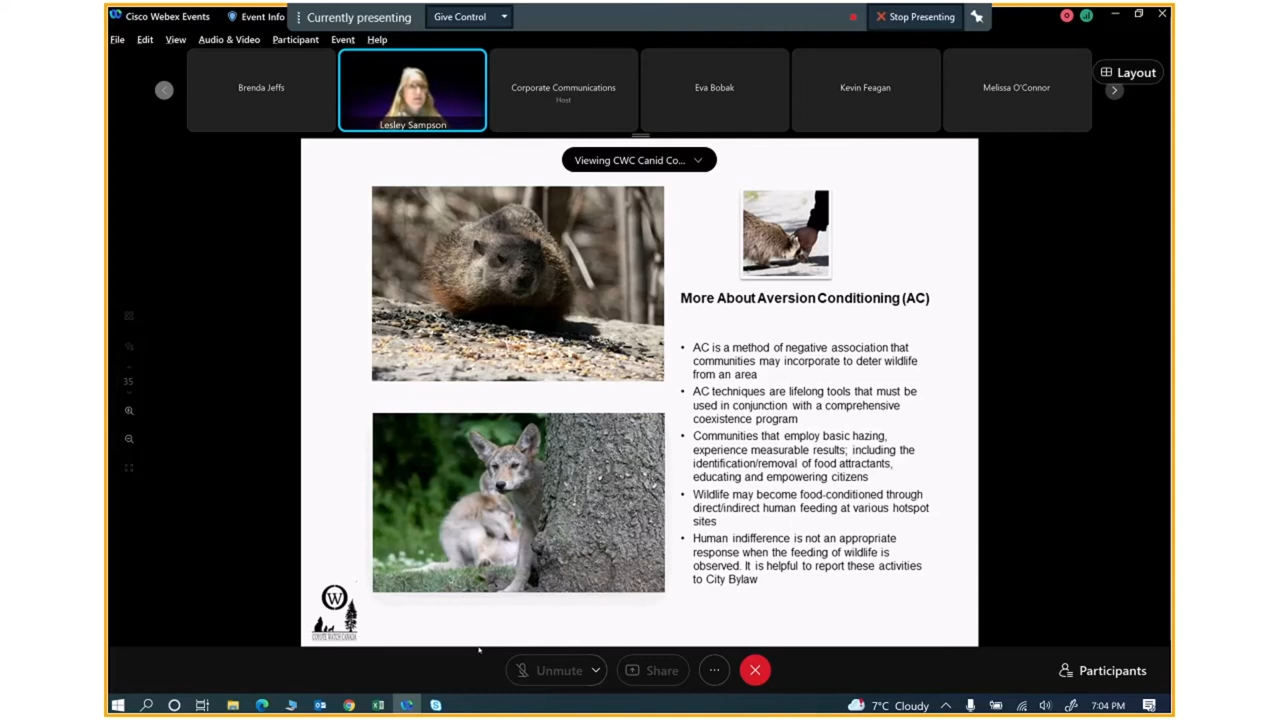 Cisco Webex Events
Event Info
Currently presenting
Give Control
Stop Presenting
File Edit View Audio & Video Participant Event Help
Brenda Jeffs
Lesley Sampson
Corporate Communications
Host
Eva Bobak
Kevin Feagan
Melissa O'Connor
Layout
Viewing CWC Canid Co...
More About Aversion Conditioning (AC)
• AC is a method of negative association that
communities may incorporate to deter wildlife
from an area
• AC techniques are lifelong tools that must be
used in conjunction with a comprehensive
coexistence program
• Communities that employ basic hazing,
experience measurable results; including the
identification/removal of food attractants,
educating and empowering citizens
• Wildlife may become food-conditioned through
direct/indirect human feeding at various hotspot
sites
• Human indifference is not an appropriate
response when the feeding of wildlife is
observed. It is helpful to report these activities
to City Bylaw
35
W
COYOTE WATCH CANADA
Unmute
Share
Participants
7°C Cloudy
7:04 PM